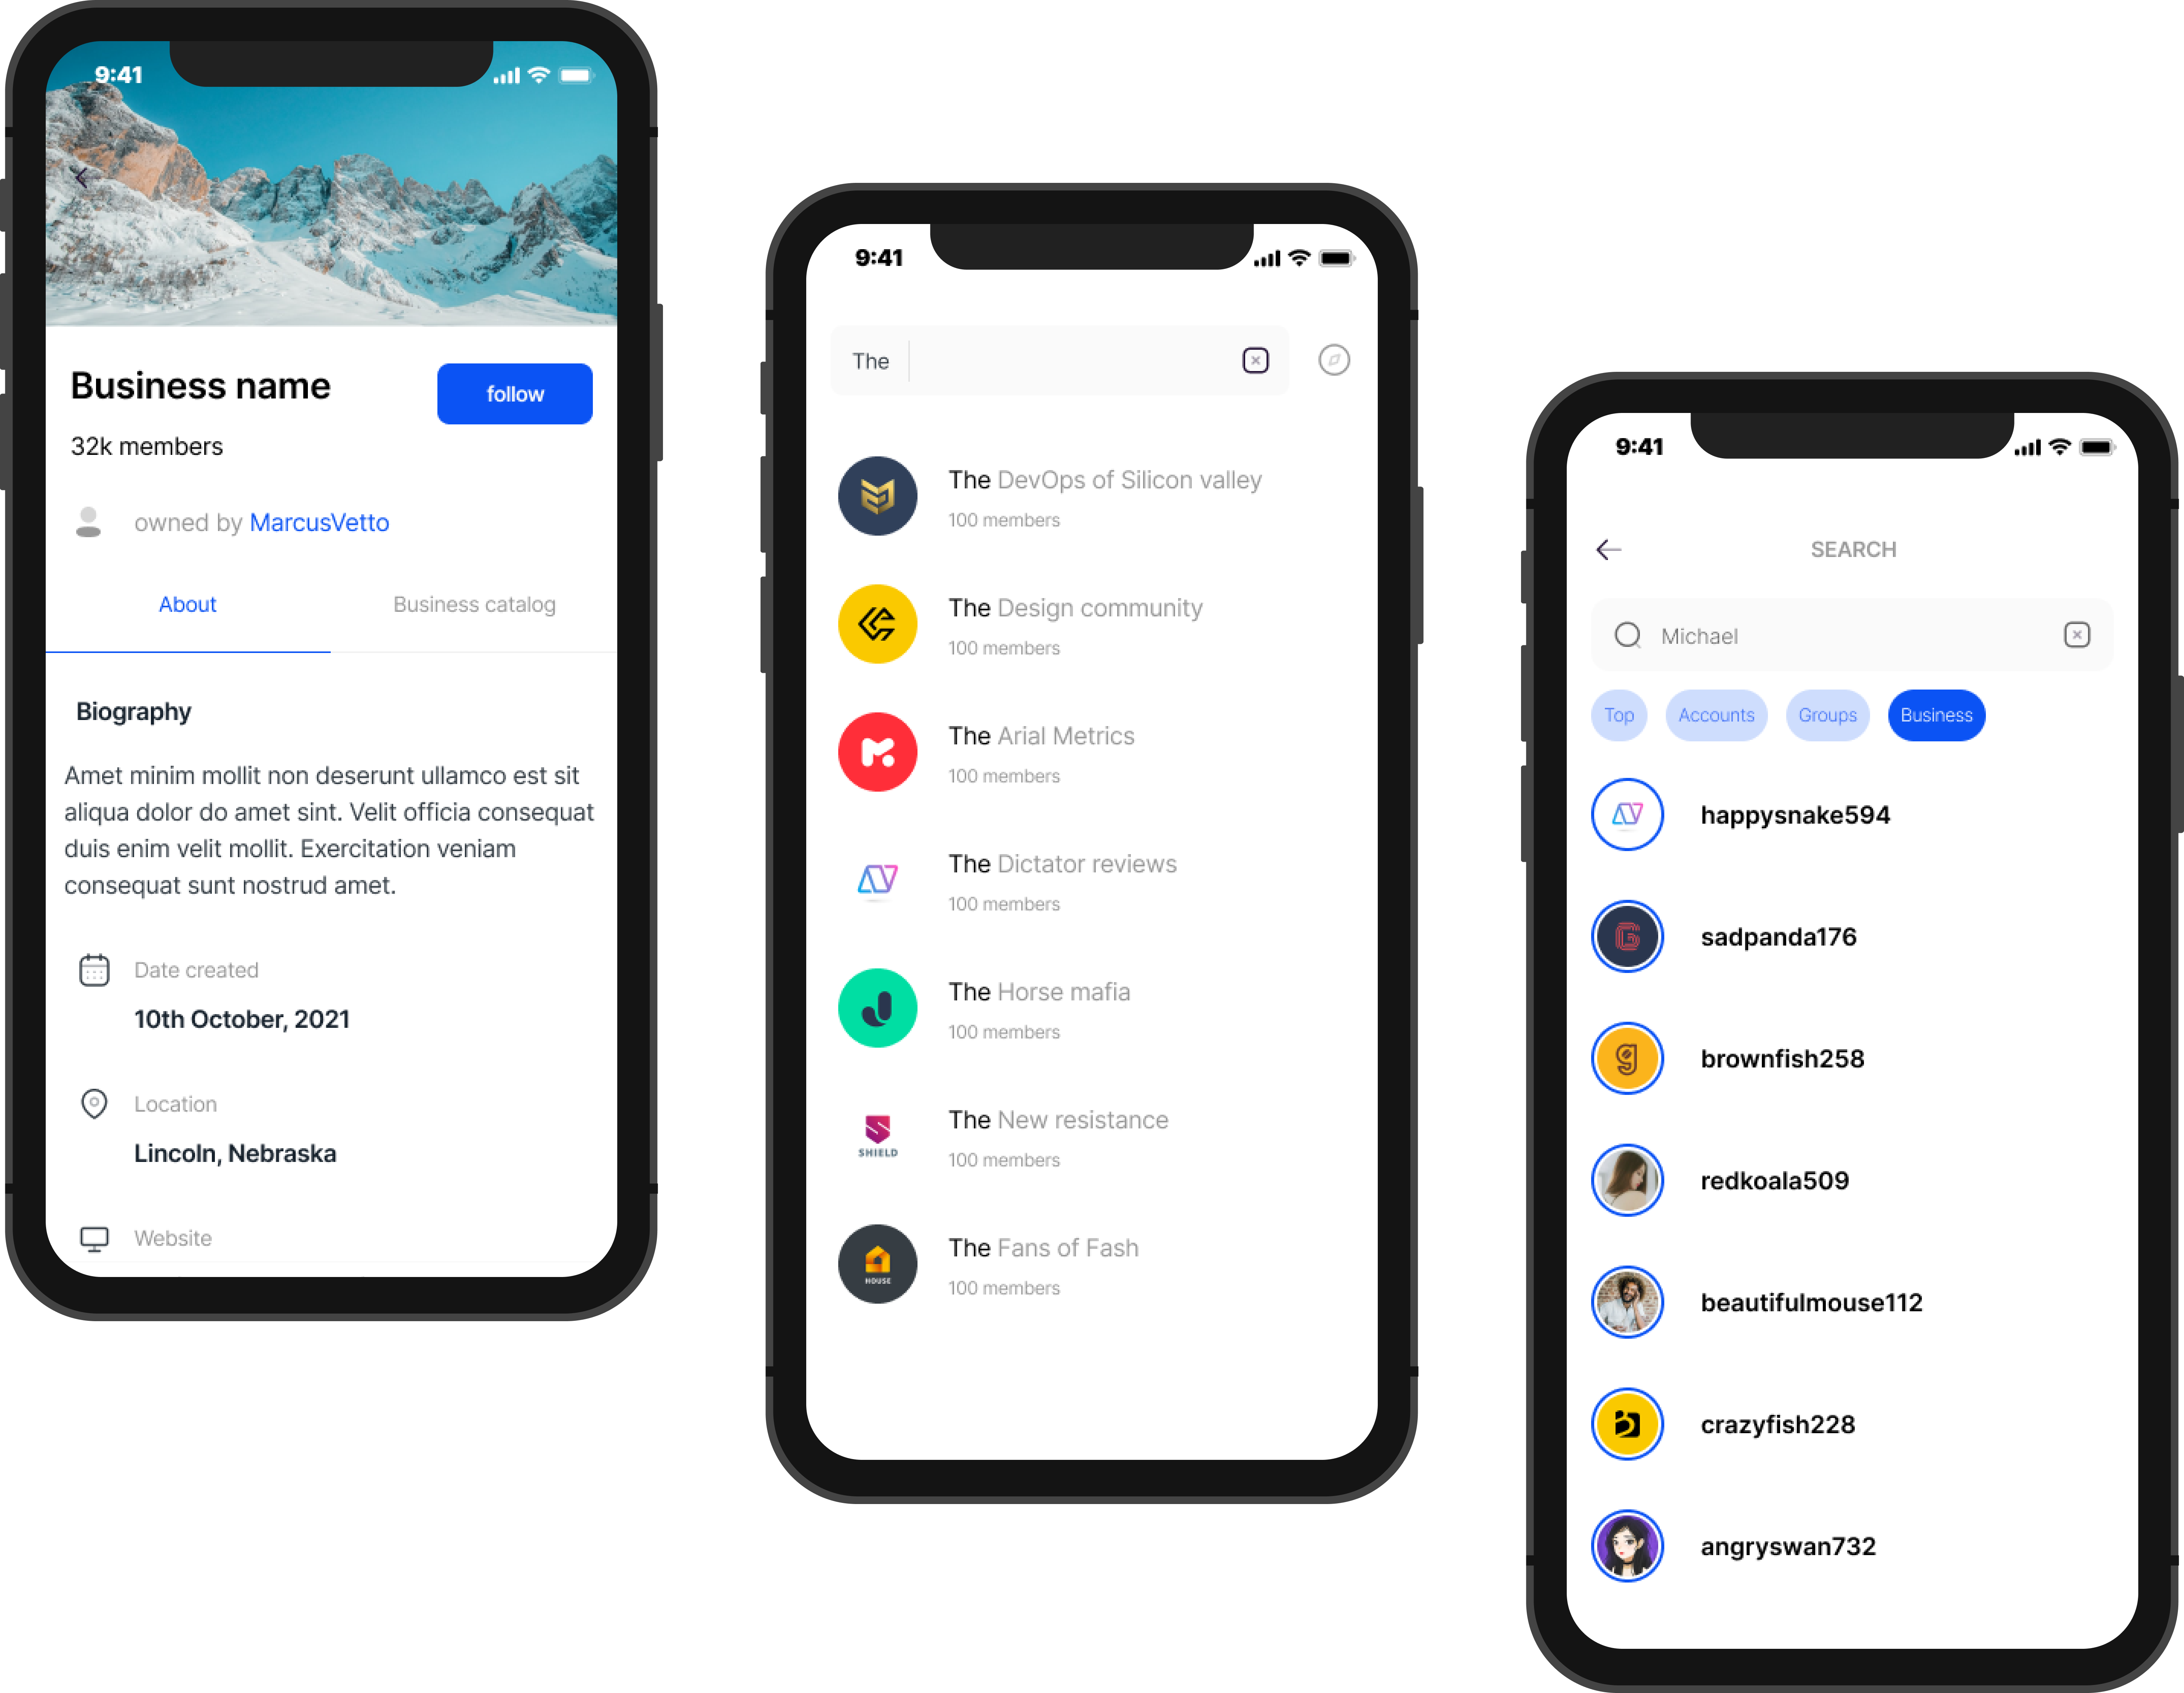 9:41
Business name
follow
32k members
owned by MarcusVetto
About
Business catalog
Biography
Amet minim mollit non deserunt ullamco est sit
aliqua dolor do amet sint. Velit officia consequat
duis enim velit mollit. Exercitation veniam
consequat sunt nostrud amet.
Date created
10th October, 2021
Location
Lincoln, Nebraska
Website
9:41
The
The DevOps of Silicon valley
100 members
The Design community
100 members
The Arial Metrics
100 members
The Dictator reviews
100 members
The Horse mafia
100 members
SHIELD
The New resistance
100 members
HOUSE
The Fans of Fash
100 members
9:41
SEARCH
Michael
Top
Accounts
Groups
Business
happysnake594
sadpanda176
brownfish258
redkoala509
beautifulmouse112
crazyfish228
angryswan732